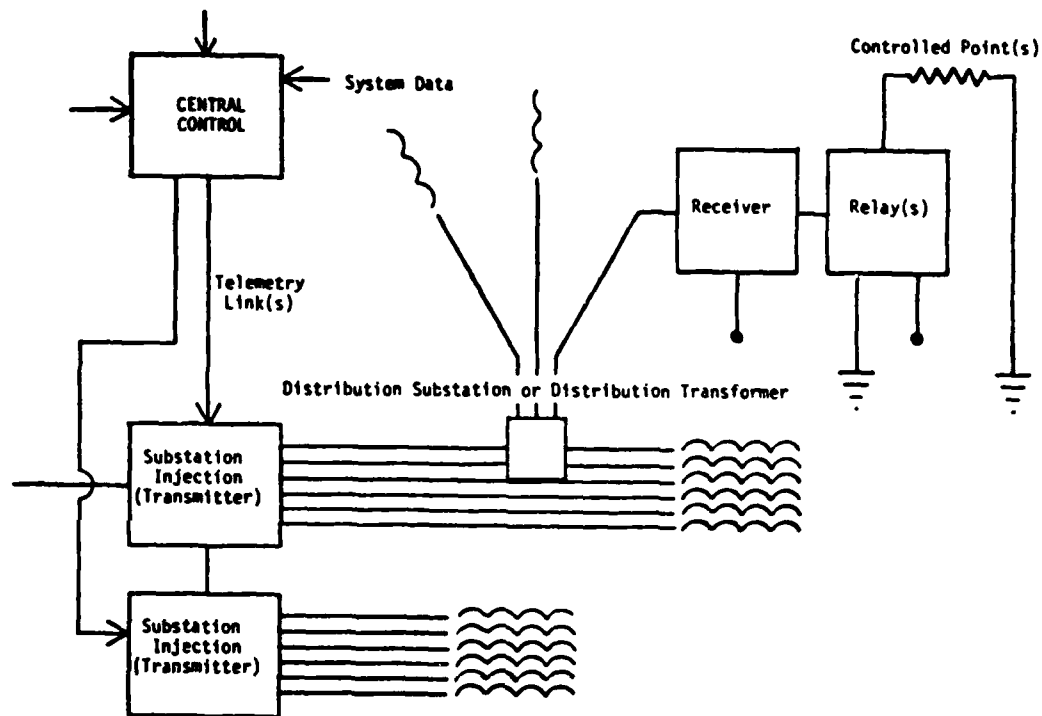 Controlled Point(s)
System Data
CENTRAL
CONTROL
Receiver
Relay(s)
Telemetry
Link(s)
Distribution Substation or Distribution Transformer
Substation
Injection
(Transmitter)
Substation
Injection
(Transmitter)